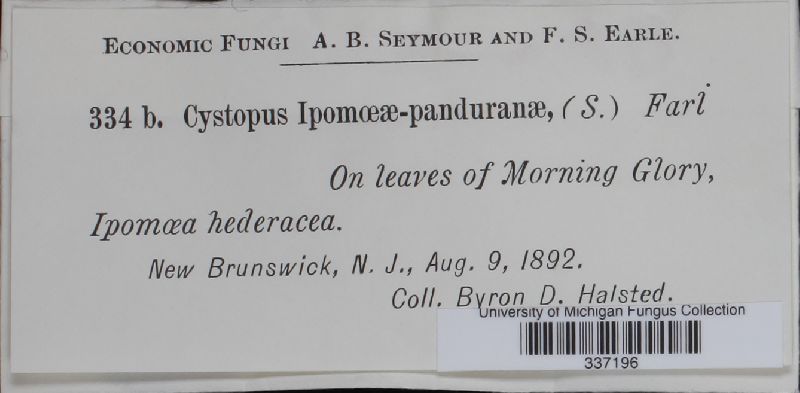 Economic Fungi A. B. Seymour and F. S. Earle.
334 b. Cystopus Ipomœæ-panduranæ, (S.) Farl
On leaves of Morning Glory,
Ipomœa hederacea.
New Brunswick, N. J., Aug. 9, 1892.
Coll. Byron D. Halsted.
University of Michigan Fungus Collection
337196